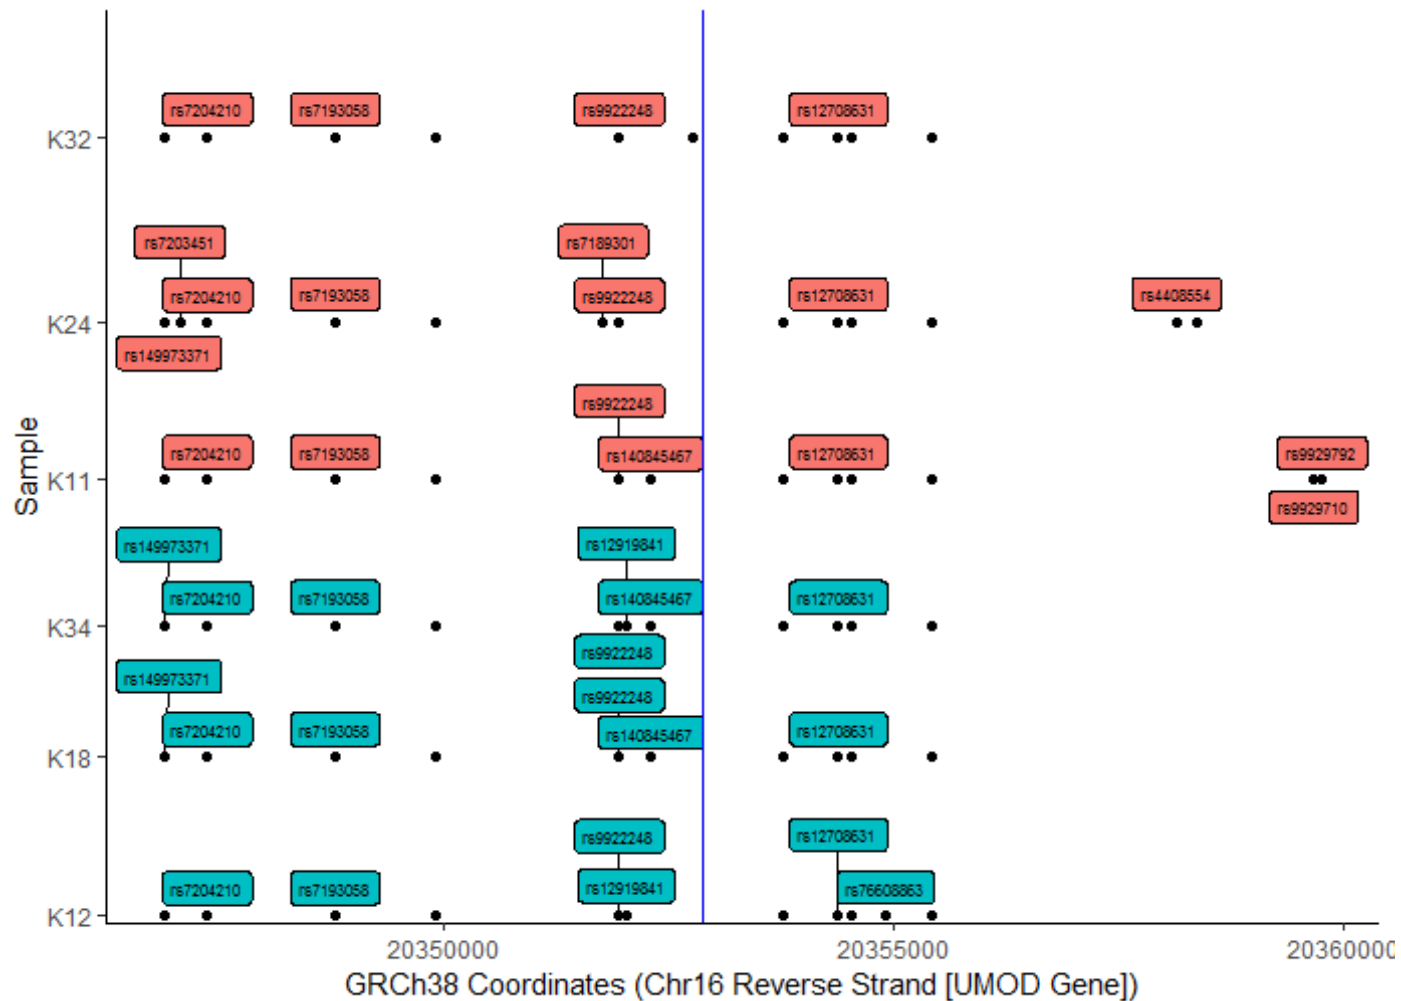 rs7204210 rs7193058 rs9922248 rs12708631
K32
rs7203451 rs7189301
rs7204210 rs7193058 rs9922248 rs12708631 rs4408554
K24
rs149973371
rs9922248
rs7204210 rs7193058 rs140845467 rs12708631 rs9929792
Sample
K11
rs9929710
rs149973371 rs12919841
rs7204210 rs7193058 rs140845467 rs12708631
K34
rs9922248
rs149973371
rs9922248
rs7204210 rs7193058 rs140845467 rs12708631
K18
rs9922248 rs12708631
rs7204210 rs7193058 rs12919841 rs76608863
K12
20350000 20355000 20360000
GRCh38 Coordinates (Chr16 Reverse Strand [UMOD Gene])